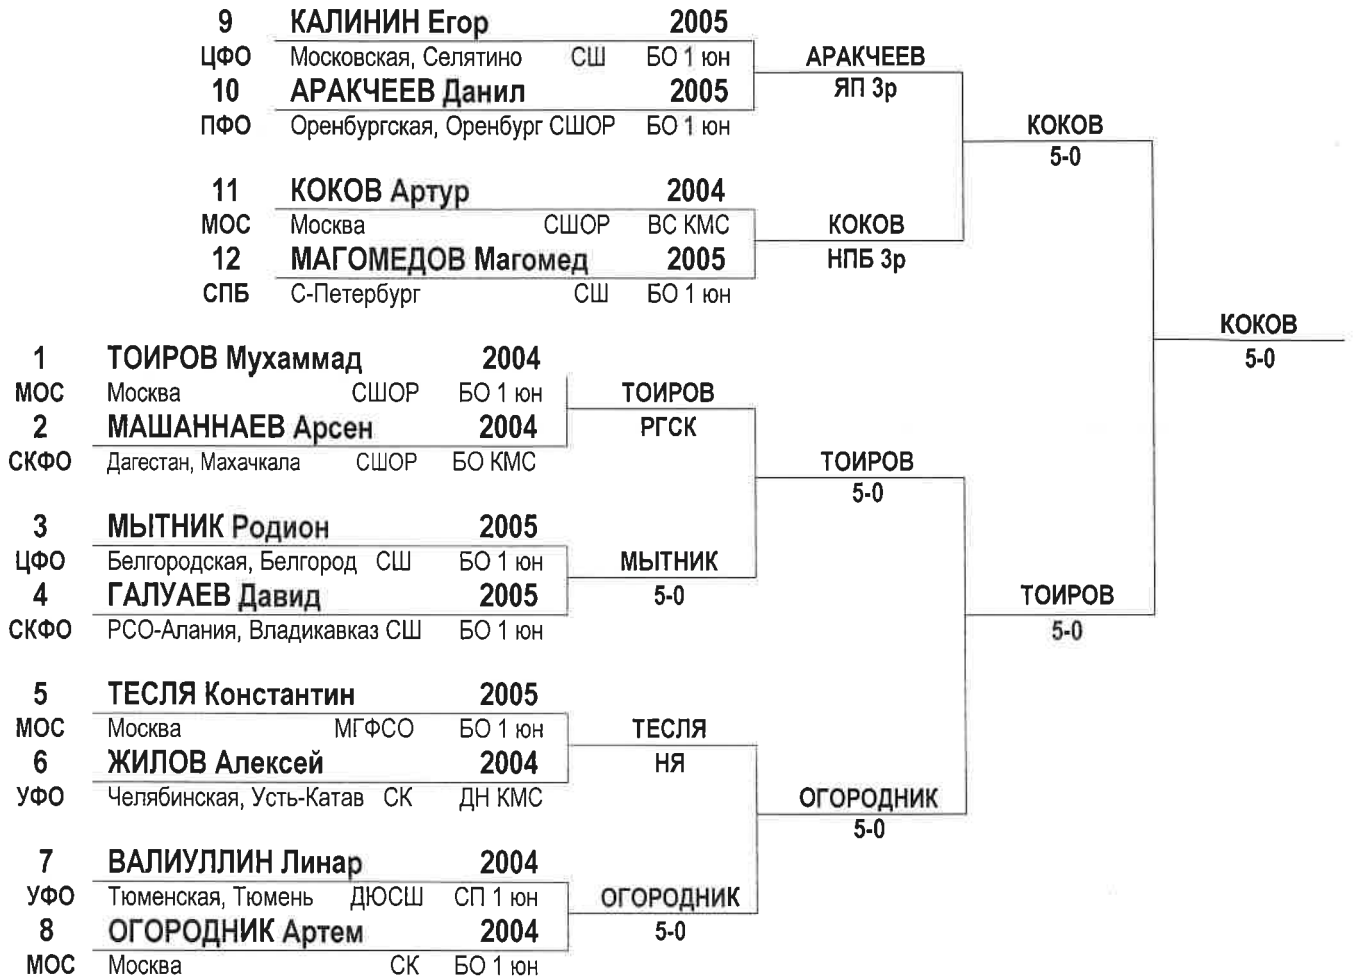 9 КАЛИНИН Егор 2005
ЦФО Московская, Селятино СШ БО 1 юн
АРАКЧЕЕВ
10 АРАКЧЕЕВ Данил 2005
ЯП 3р
ПФО Оренбургская, Оренбург СШОР БО 1 юн
КОКОВ
5-0
11 КОКОВ Артур 2004
МОС Москва СШОР ВС КМС
КОКОВ
12 МАГОМЕДОВ Магомед 2005
НПБ 3р
СПБ С-Петербург СШ БО 1 юн
КОКОВ
5-0
1 ТОИРОВ Мухаммад 2004
МОС Москва СШОР БО 1 юн
ТОИРОВ
2 МАШАННАЕВ Арсен 2004
РГСК
СКФО Дагестан, Махачкала СШОР БО КМС
ТОИРОВ
5-0
3 МЫТНИК Родион 2005
ЦФО Белгородская, Белгород СШ БО 1 юн
МЫТНИК
4 ГАЛУАЕВ Давид 2005
5-0
ТОИРОВ
5-0
СКФО РСО-Алания, Владикавказ СШ БО 1 юн
5 ТЕСЛЯ Константин 2005
МОС Москва МГФСО БО 1 юн
ТЕСЛЯ
6 ЖИЛОВ Алексей 2004
НЯ
УФО Челябинская, Усть-Катав СК ДН КМС
ОГОРОДНИК
5-0
7 ВАЛИУЛЛИН Линар 2004
УФО Тюменская, Тюмень ДЮСШ СП 1 юн
ОГОРОДНИК
8 ОГОРОДНИК Артем 2004
5-0
МОС Москва СК БО 1 юн